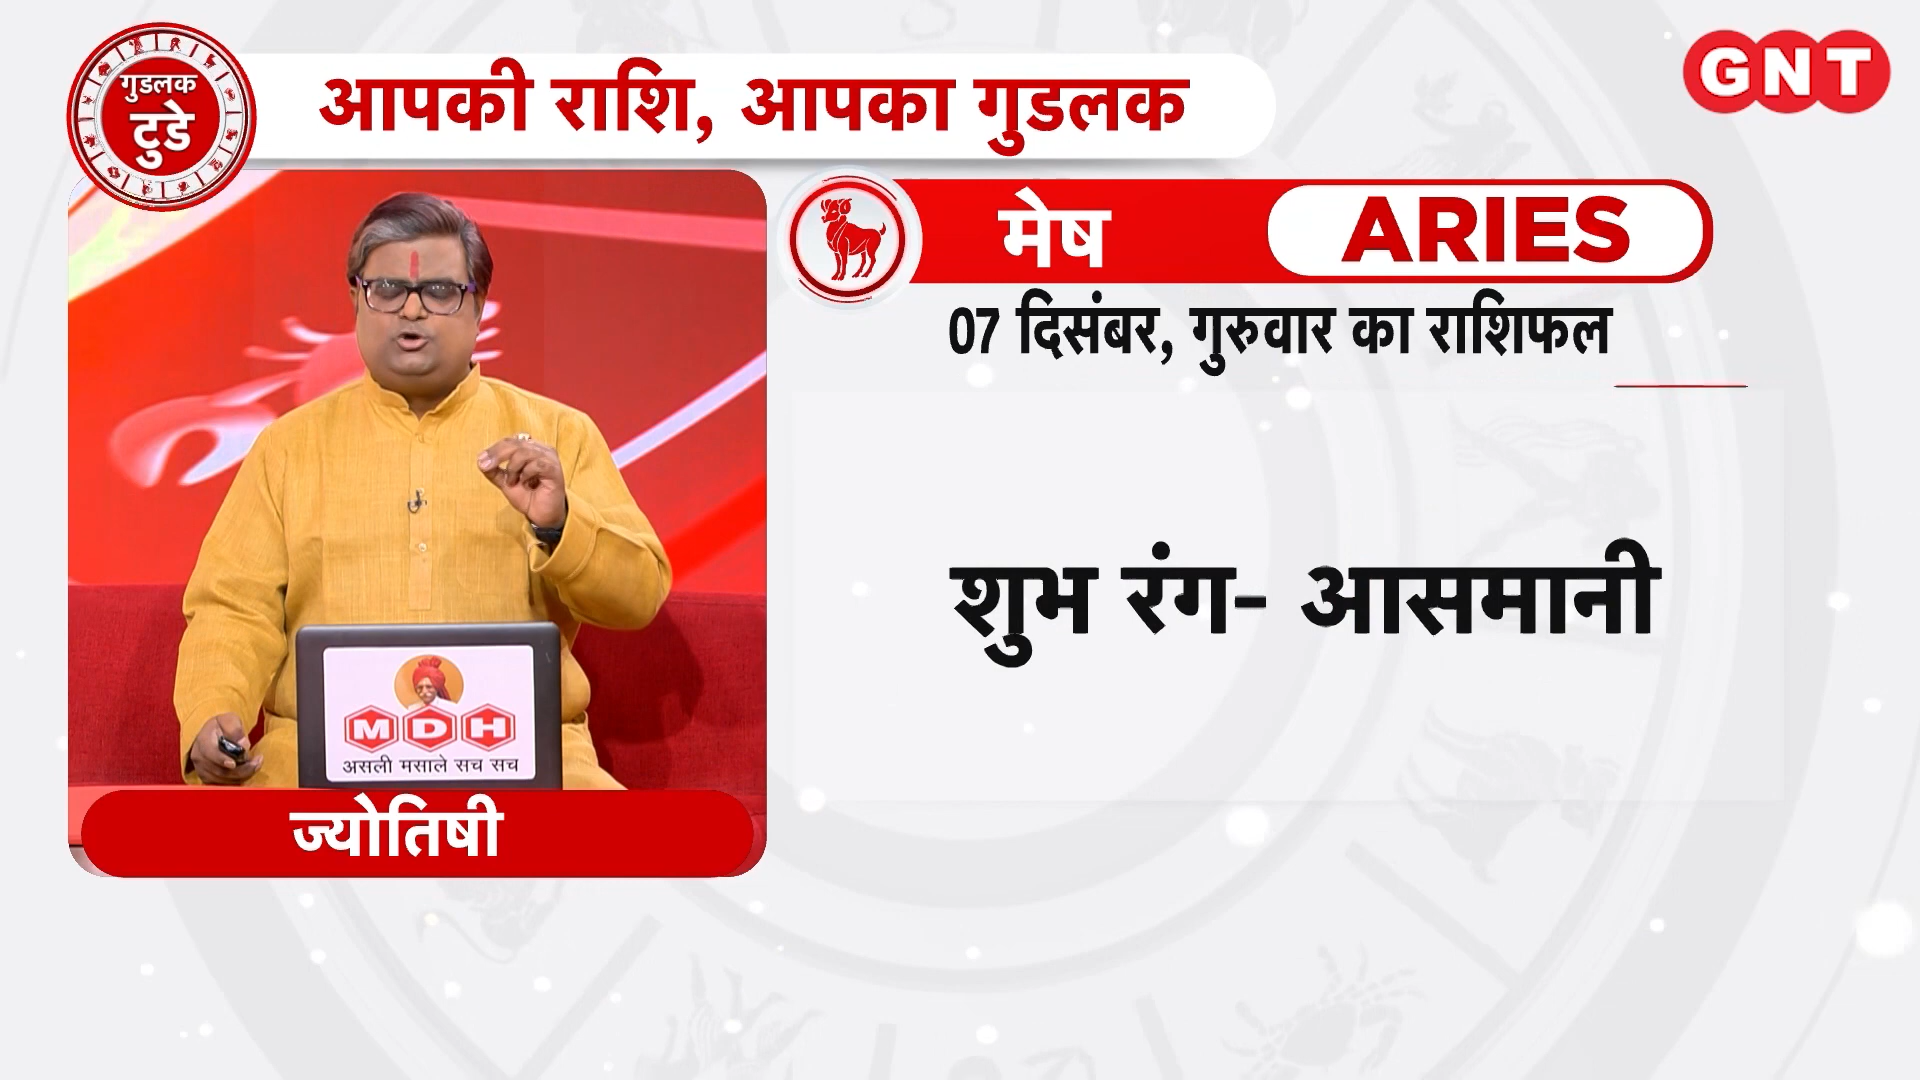 गुडलक
टुडे
आपकी राशि, आपका गुडलक
GNT
मेष
ARIES
07 दिसंबर, गुरुवार का राशिफल
शुभ रंग- आसमानी
MDH
असली मसाले सच सच
ज्योतिषी